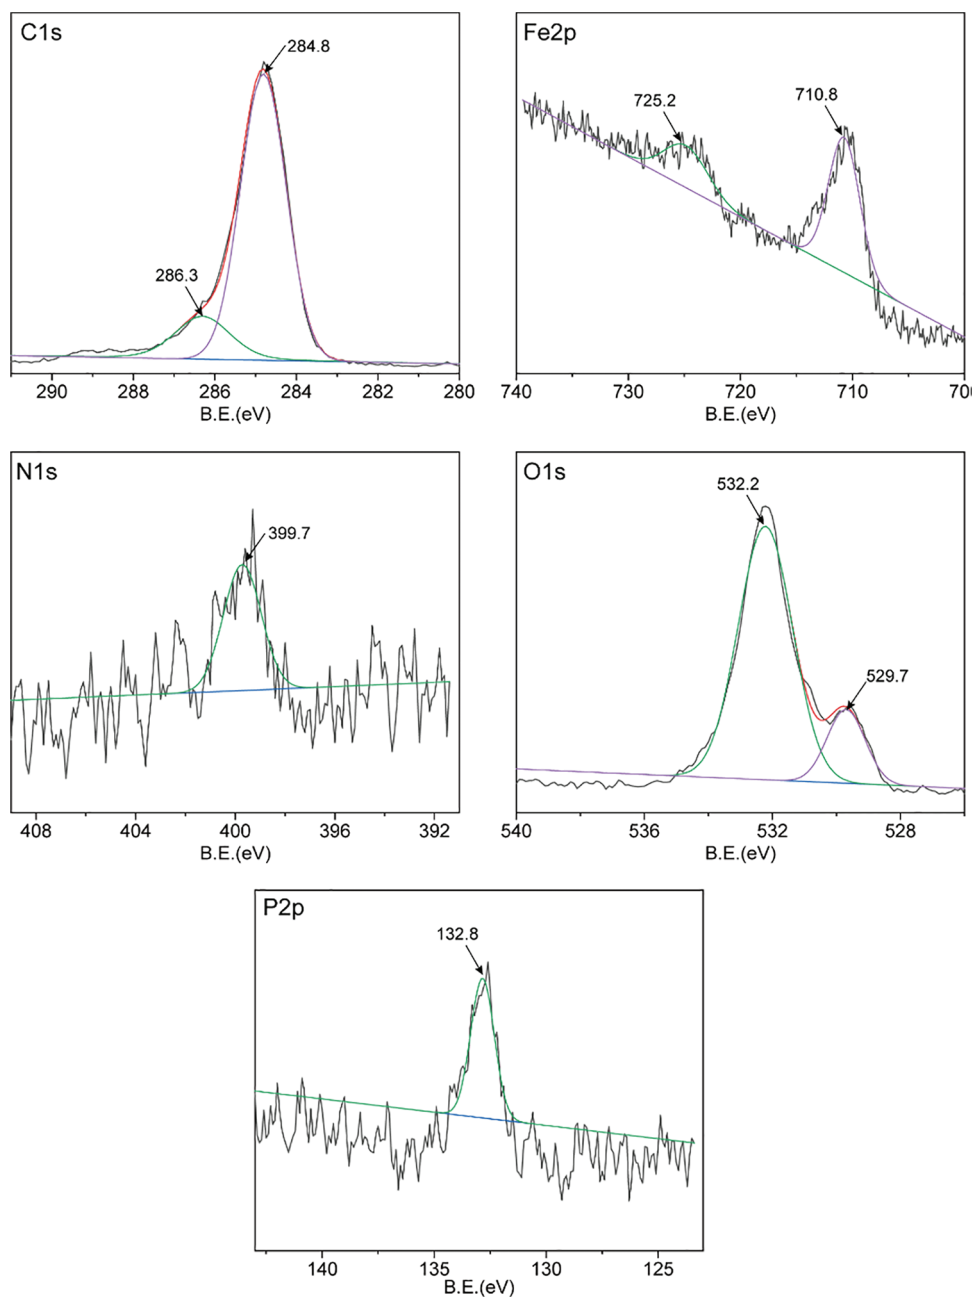 C1s
284.8
286.3
290 288 286 284 282 280
B.E.(eV)
Fe2p
725.2
710.8
740 730 720 710 700
B.E.(eV)
N1s
399.7
408 404 400 396 392
B.E.(eV)
O1s
532.2
529.7
540 536 532 528
B.E.(eV)
P2p
132.8
140 135 130 125
B.E.(eV)